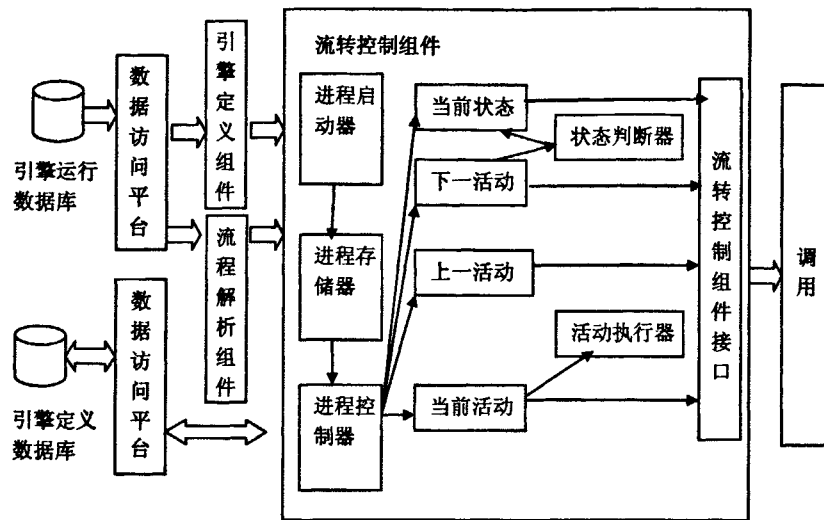 流转控制组件
引擎运行
数据库
数据访问平台
引擎定义组件
流程解析组件
引擎定义
数据库
数据访问平台
进程启
动器
进程存
储器
进程控
制器
当前状态
状态判断器
下一活动
上一活动
活动执行器
当前活动
流转控制组件接口
调用